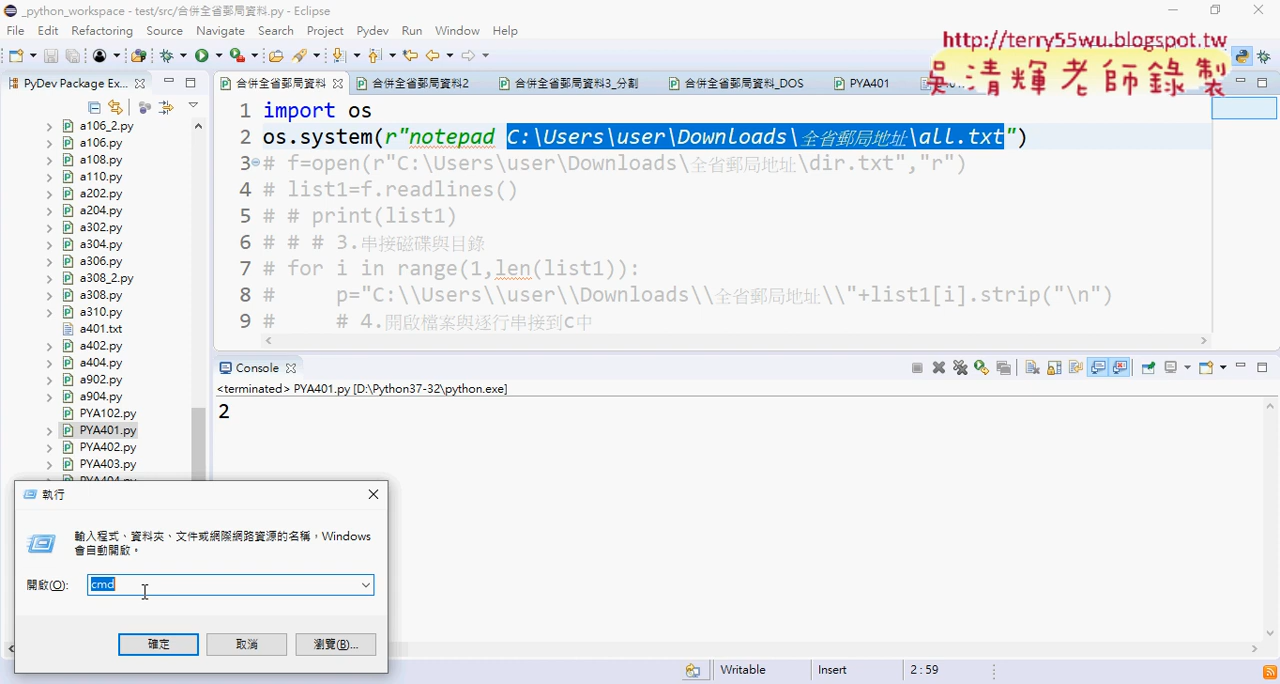 _python_workspace - test/src/合併全省郵局資料.py - Eclipse
File Edit Refactoring Source Search Navigate Project Pydev Run Window Help
http://terry55wu.blogspot.tw
吳清輝老師錄製
PyDev Package Ex...
合併全省郵局資料 合併全省郵局資料2 合併全省郵局資料3_分割 合併全省郵局資料_DOS PYA401
a106_2.py
a106.py
a108.py
a110.py
a202.py
a204.py
a302.py
a304.py
a306.py
a308_2.py
a308.py
a310.py
a401.txt
a402.py
a404.py
a902.py
a904.py
PYA102.py
PYA401.py
PYA402.py
PYA403.py
PYA404.py
1 import os
2 os.system(r"notepad C:\Users\user\Downloads\全省郵局地址\all.txt")
3 # f=open(r"C:\Users\user\Downloads\全省郵局地址\dir.txt","r")
4 # list1=f.readlines()
5 # # print(list1)
6 # # # 3.串接磁碟與目錄
7 # for i in range(1,len(list1)):
8 #     p="C:\\Users\\user\\Downloads\\全省郵局地址\\"+list1[i].strip("\n")
9 #     # 4.開啟檔案與逐行串接到c中
Console
<terminated> PYA401.py [D:\Python37-32\python.exe]
2
執行
輸入程式、資料夾、文件或網際網路資源的名稱，Windows
會自動開啟。
開啟(O): cmd
確定 取消 瀏覽(B)...
Writable Insert 2 : 59